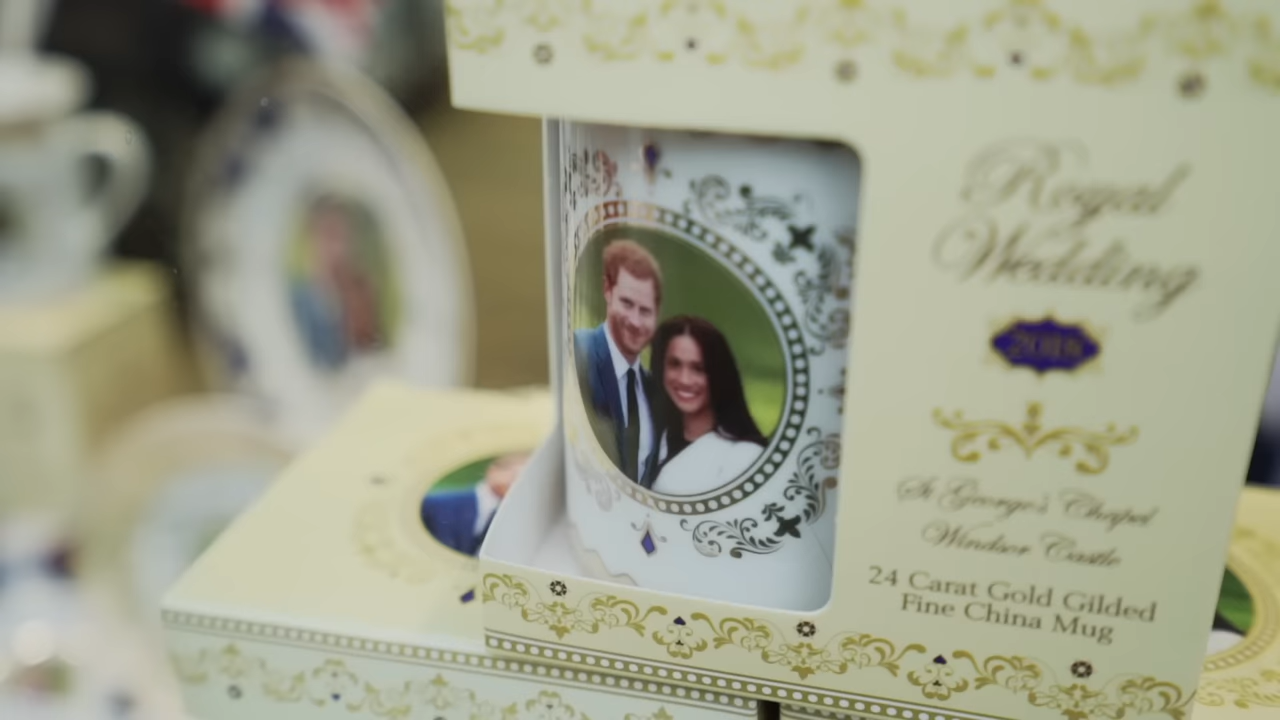 Royal
Wedding
2018
St George's Chapel
Windsor Castle
24 Carat Gold Gilded
Fine China Mug